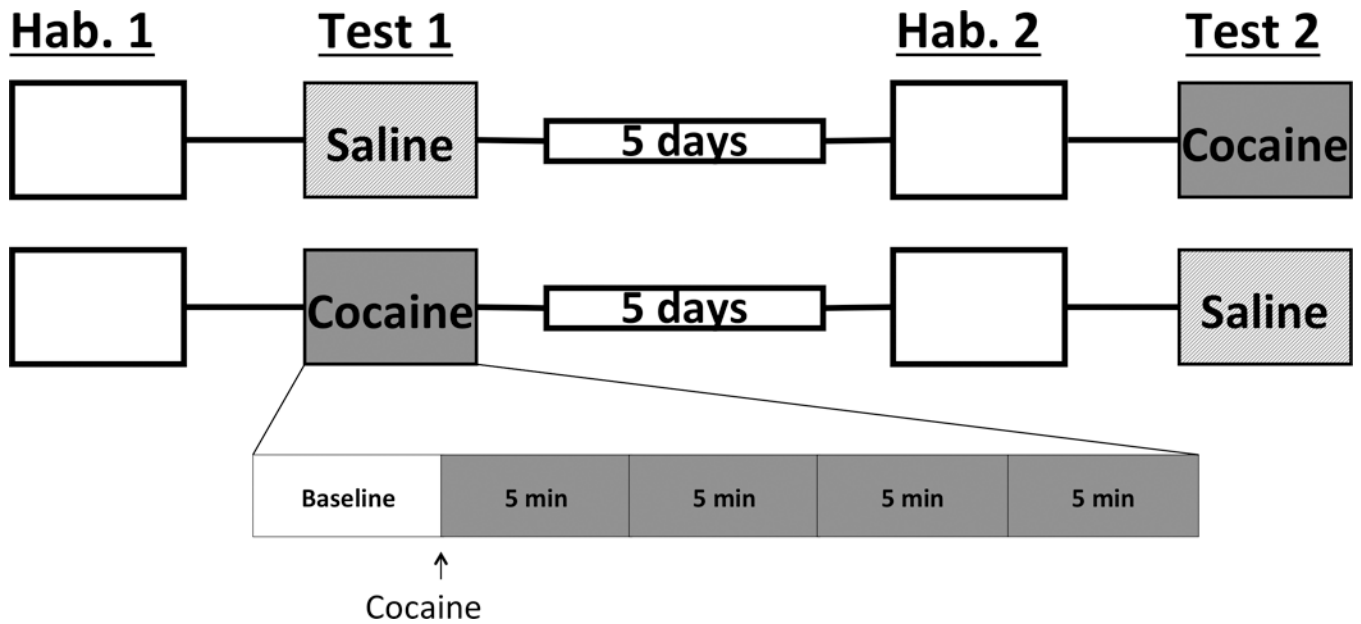 Hab. 1 Test 1 Hab. 2 Test 2
Saline 5 days Cocaine
Cocaine 5 days Saline
Baseline 5 min 5 min 5 min 5 min
Cocaine